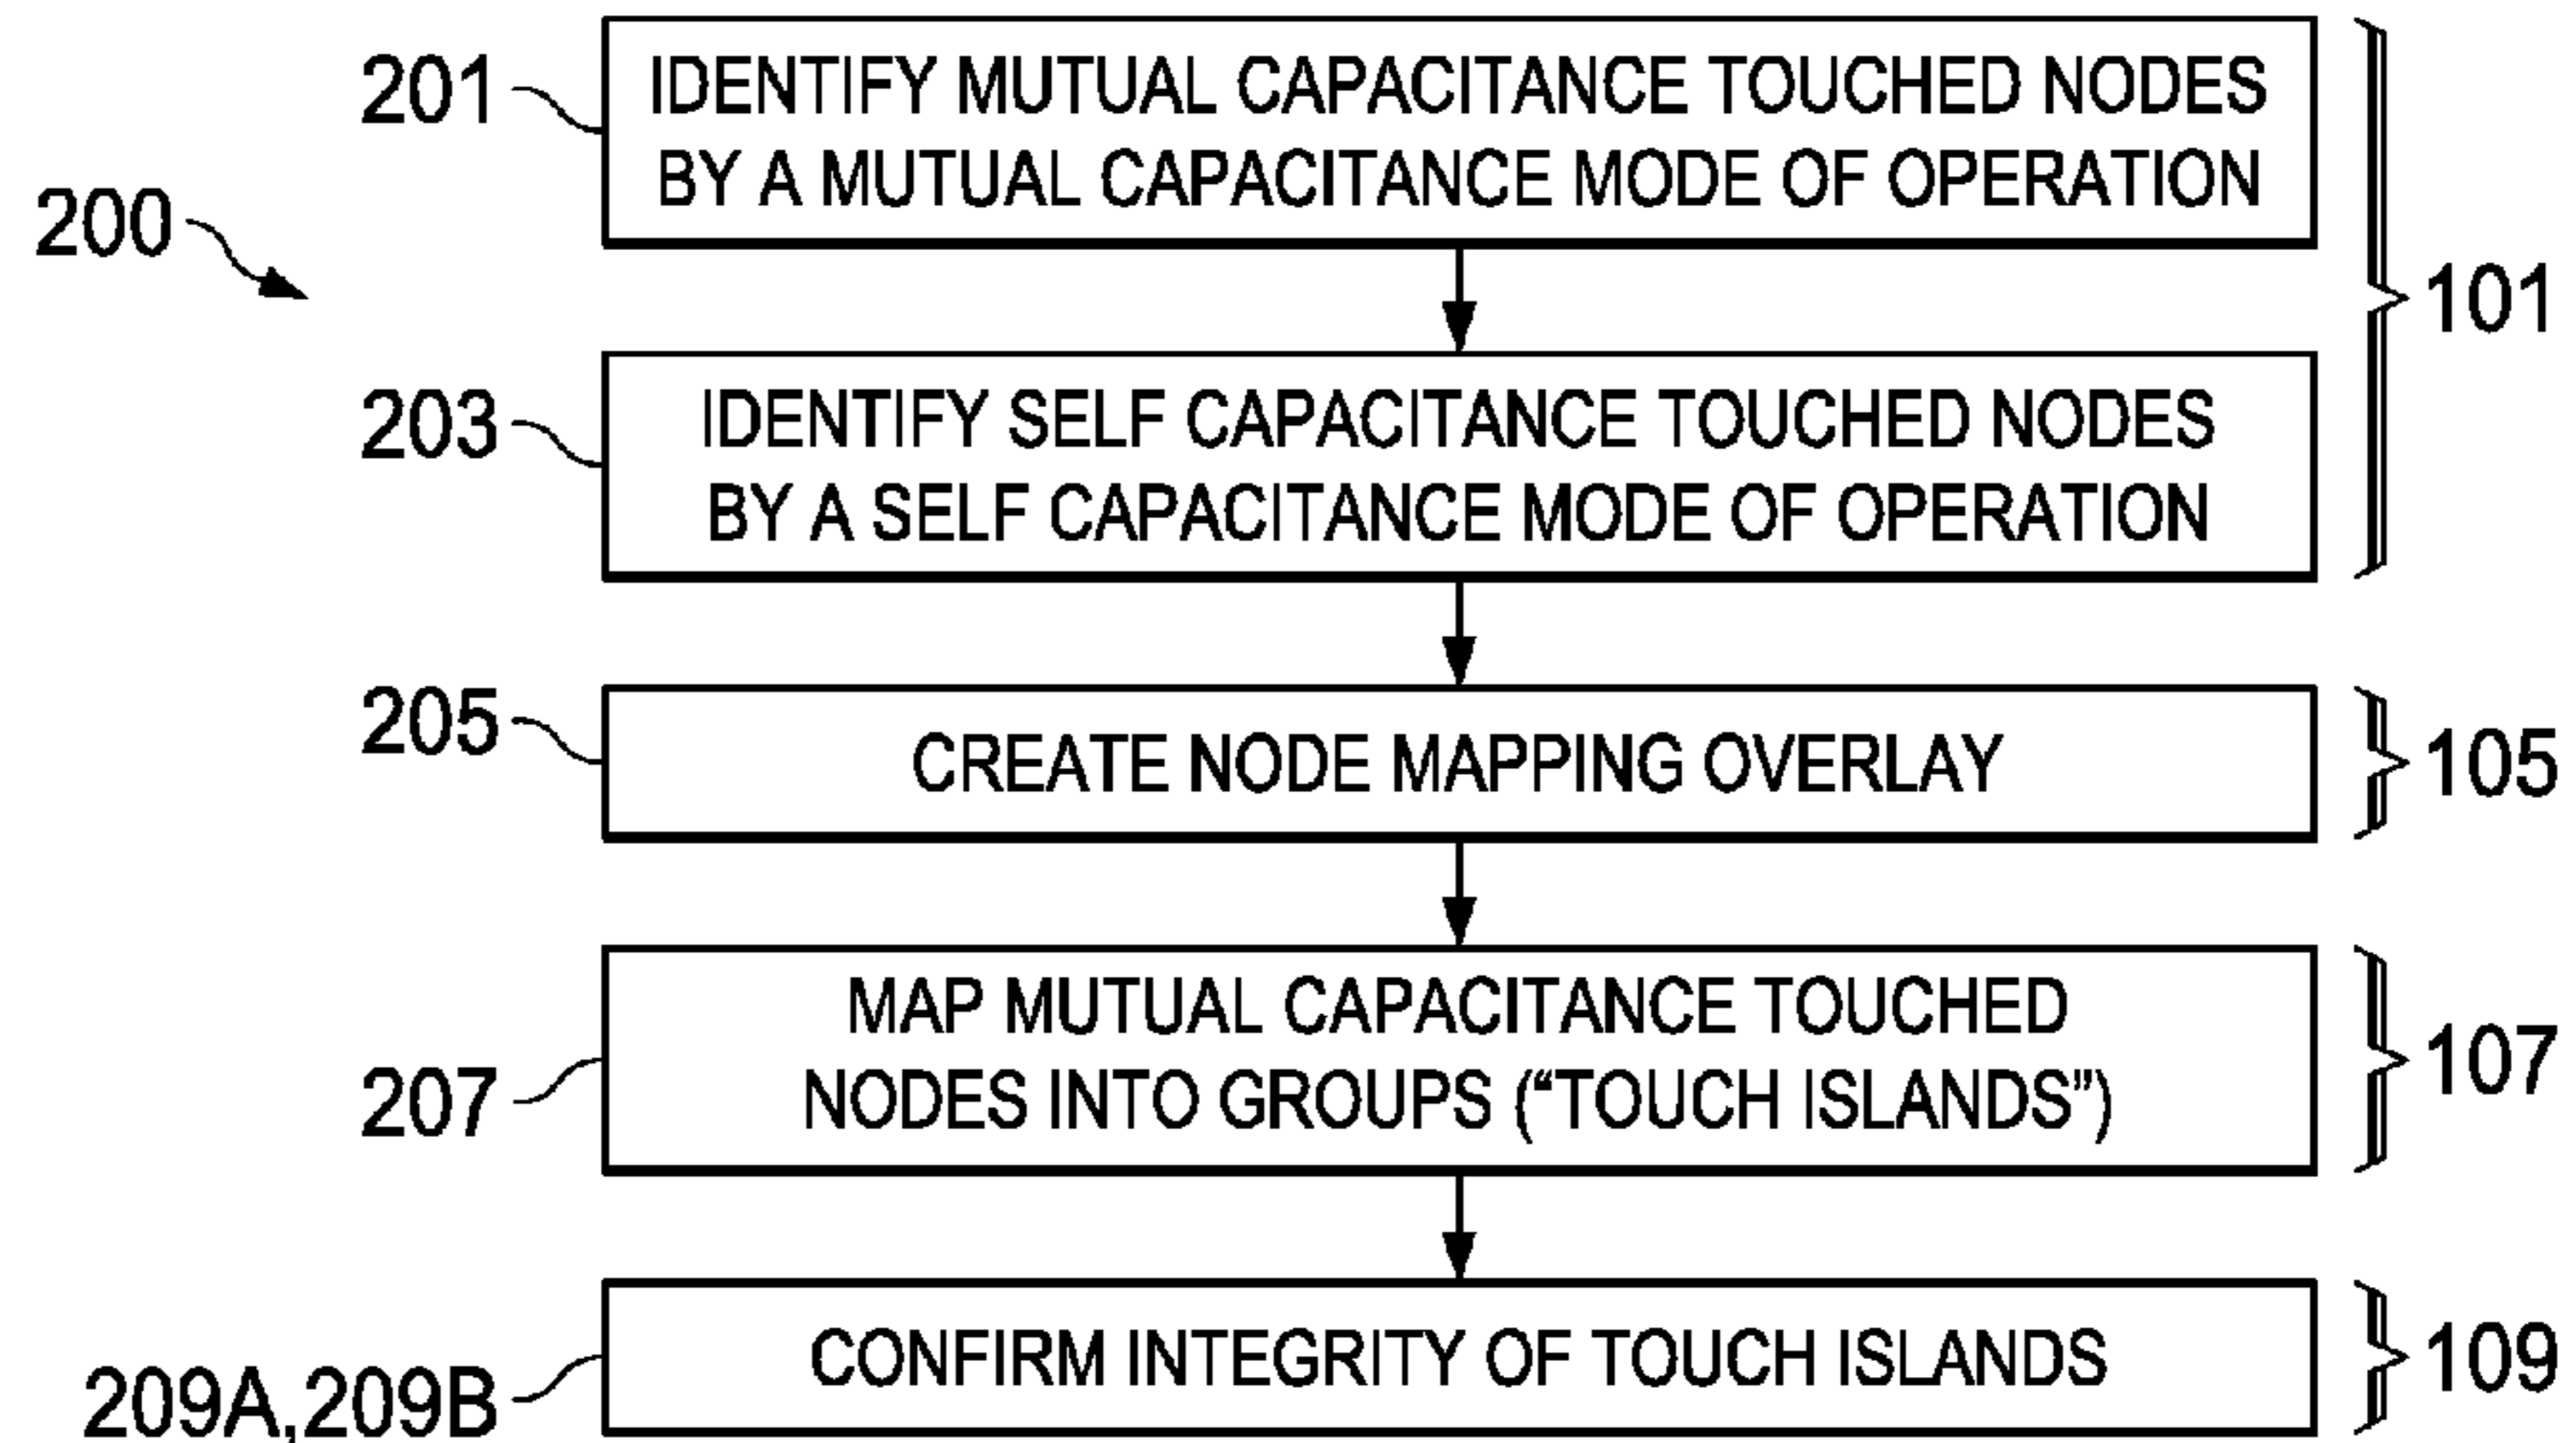 201
IDENTIFY MUTUAL CAPACITANCE TOUCHED NODES
BY A MUTUAL CAPACITANCE MODE OF OPERATION
200
101
203
IDENTIFY SELF CAPACITANCE TOUCHED NODES
BY A SELF CAPACITANCE MODE OF OPERATION
205
CREATE NODE MAPPING OVERLAY
105
207
MAP MUTUAL CAPACITANCE TOUCHED
NODES INTO GROUPS (“TOUCH ISLANDS”)
107
209A,209B
CONFIRM INTEGRITY OF TOUCH ISLANDS
109